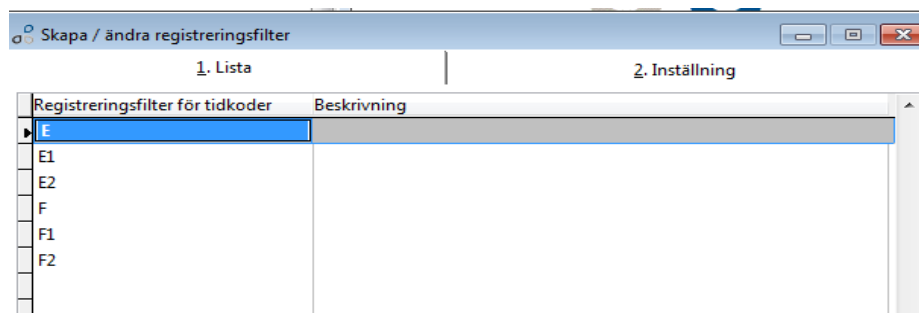 Skapa / ändra registreringsfilter
1. Lista 2. Inställning
Registreringsfilter för tidkoder Beskrivning
E
E1
E2
F
F1
F2